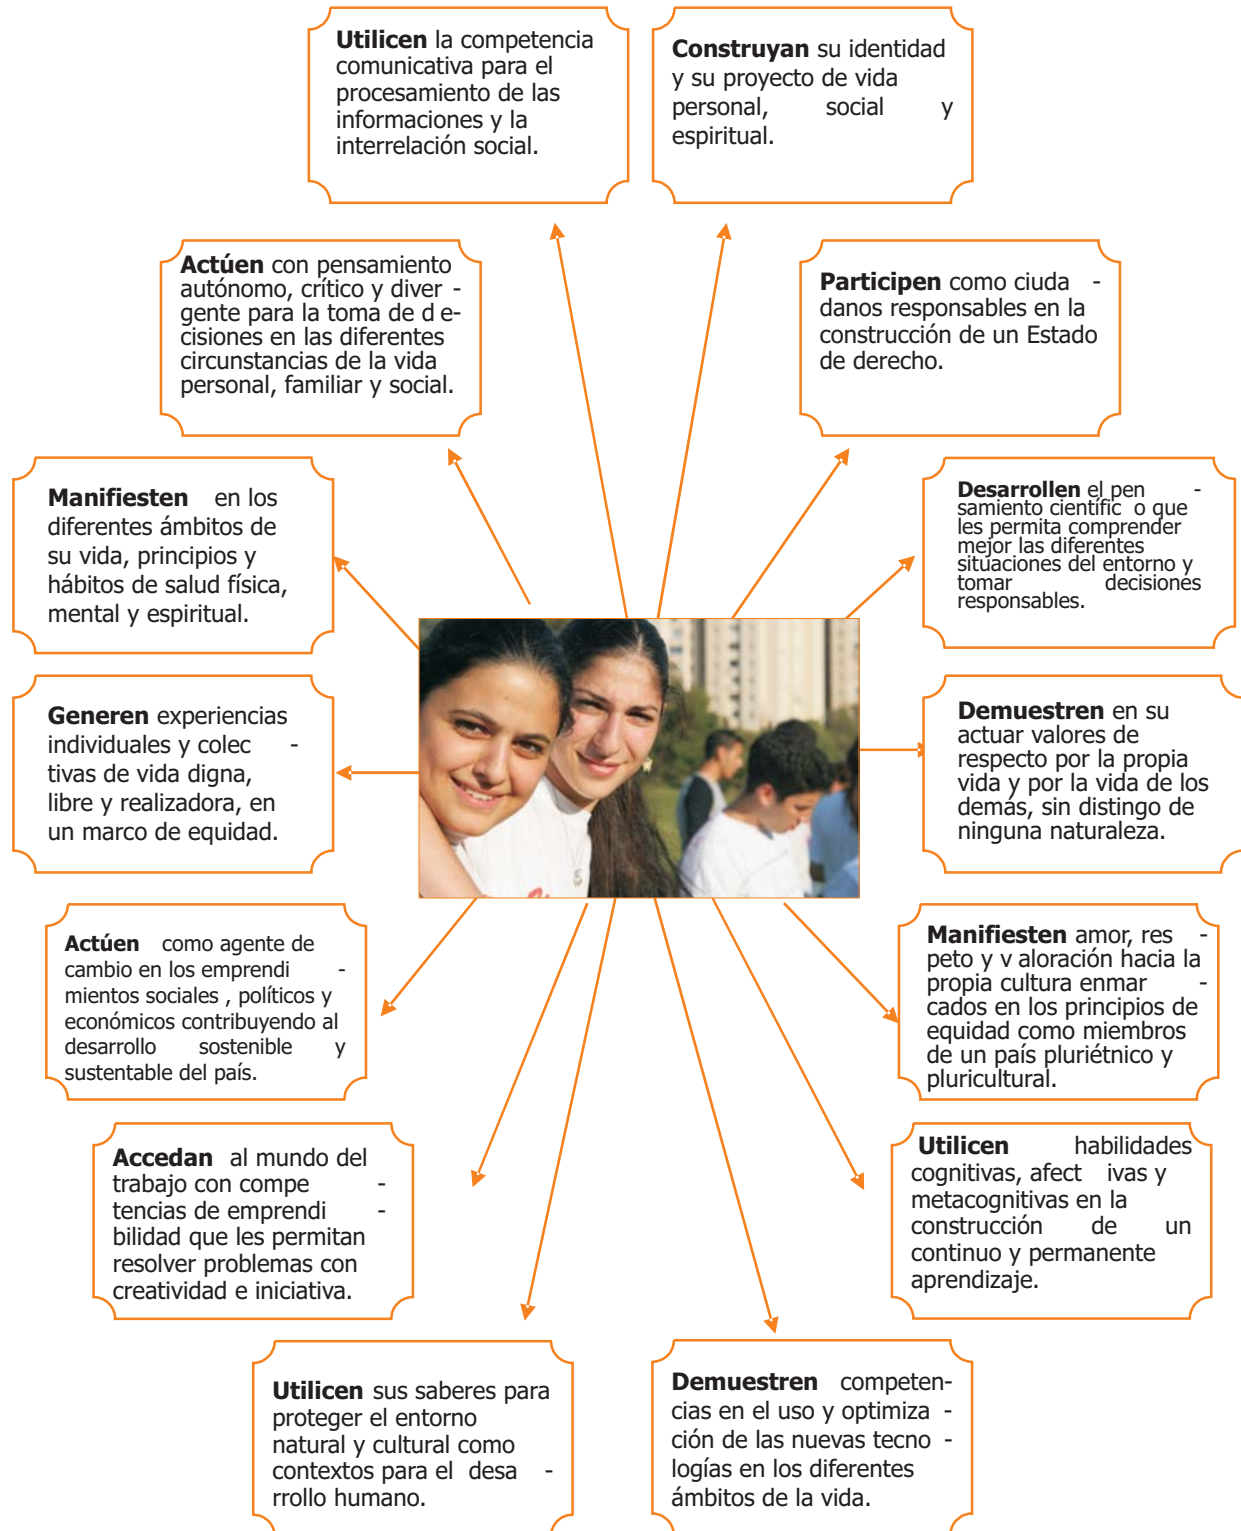 Utilicen la competencia
comunicativa para el
procesamiento de las
informaciones y la
interrelación social.
Construyan su identidad
y su proyecto de vida
personal, social y
espiritual.
Actúen con pensamiento
autónomo, crítico y diver -
gente para la toma de d e-
cisiones en las diferentes
circunstancias de la vida
personal, familiar y social.
Participen como ciuda -
danos responsables en la
construcción de un Estado
de derecho.
Manifiesten en los
diferentes ámbitos de
su vida, principios y
hábitos de salud física,
mental y espiritual.
Desarrollen el pen -
samiento científic o que
les permita comprender
mejor las diferentes
situaciones del entorno y
tomar decisiones
responsables.
Generen experiencias
individuales y colec -
tivas de vida digna,
libre y realizadora, en
un marco de equidad.
Demuestren en su
actuar valores de
respecto por la propia
vida y por la vida de los
demás, sin distingo de
ninguna naturaleza.
Actúen como agente de
cambio en los emprendi -
mientos sociales , políticos y
económicos contribuyendo al
desarrollo sostenible y
sustentable del país.
Manifiesten amor, res -
peto y v aloración hacia la
propia cultura enmar -
cados en los principios de
equidad como miembros
de un país pluriétnico y
pluricultural.
Accedan al mundo del
trabajo con compe -
tencias de emprendi -
bilidad que les permitan
resolver problemas con
creatividad e iniciativa.
Utilicen habilidades
cognitivas, afect ivas y
metacognitivas en la
construcción de un
continuo y permanente
aprendizaje.
Utilicen sus saberes para
proteger el entorno
natural y cultural como
contextos para el desa -
rrollo humano.
Demuestren competen-
cias en el uso y optimiza -
ción de las nuevas tecno -
logías en los diferentes
ámbitos de la vida.